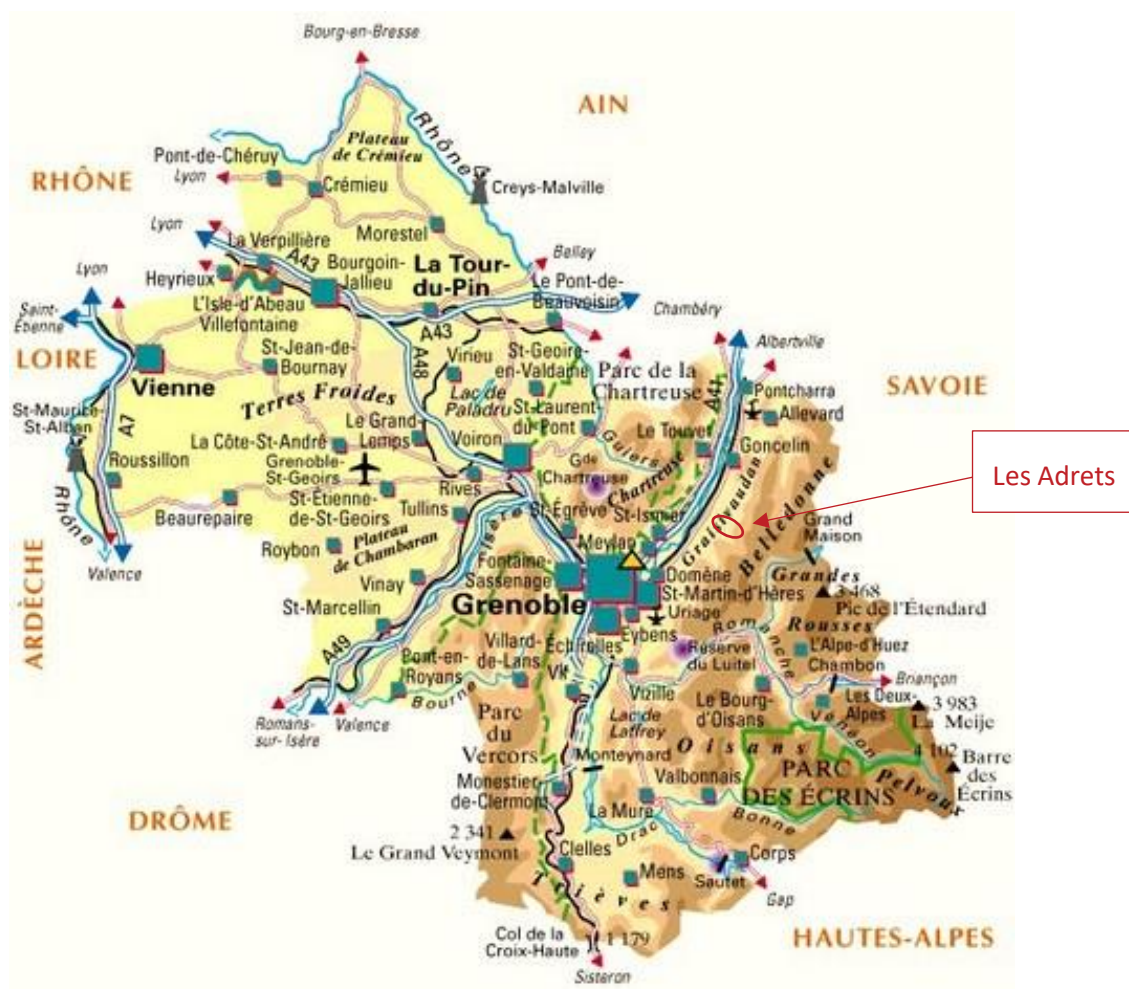 Bourg-en-Bresse
AIN
Rhône
Plateau
de Crémieu
Pont-de-Chéruy
RHÔNE
Lyon
Crémieu
Creys-Malville
Lyon
Morestel
La Verpillière
A43
Belley
Bourgoin-
Jallieu
La Tour-
du-Pin
Heyrieux
Lyon
Le Pont-de-
Beauvoisin
L'Isle-d'Abeau
Villefontaine
Chambéry
Saint-
Étienne
A43
Albertville
LOIRE
St-Jean-de-
Bournay
A48
Virieu
St-Geoire-
en-Valdaine
Parc de la
Chartreuse
A41
SAVOIE
Vienne
Pontcharra
Terres Froides
Lac de
Paladru
Allevard
St-Maurice-
St-Alban
A7
Le Grand-
Lemps
St-Laurent-
du-Pont
Le Touvet
La Côte-St-André
Voiron
Guiers
Goncelin
Les Adrets
Roussillon
Grenoble-
St-Geoirs
Gde
Chartreuse
Chartreuse
Rhône
St-Étienne-
de-St-Geoirs
Rives
Grésivaudan
Beaurepaire
Tullins
Isère
St-Égrève
St-Ismier
Belledonne
Grand
Maison
ARDÈCHE
Roybon
Plateau
de Chambaran
Meylan
Valence
Vinay
Fontaine-
Sassenage
Domène
Grandes
Rousses
Grenoble
St-Martin-d'Hères
3 468
Pic de l'Étendard
St-Marcellin
Uriage
Eybens
Romanche
A49
Villard-
de-Lans
Échirolles
Réserve
du Luitel
L'Alpe-d'Huez
Chambon
Pont-en-
Royans
Vif
Vizille
Briançon
Bourne
Le Bourg-
d'Oisans
Les Deux-
Alpes
3 983
La Meije
Romans-
sur-Isère
Valence
Parc
du
Vercors
Lac de
Laffrey
Vénéon
Oisans
4 102
Barre
des
Écrins
Monteynard
PARC
DES ÉCRINS
Pelvoux
Monestier-
de-Clermont
Valbonnais
DRÔME
La Mure
Bonne
2 341
Le Grand Veymont
Drac
Clelles
Corps
Mens
Sautet
Trièves
Gap
Col de la
Croix-Haute
1 179
HAUTES-ALPES
Sisteron